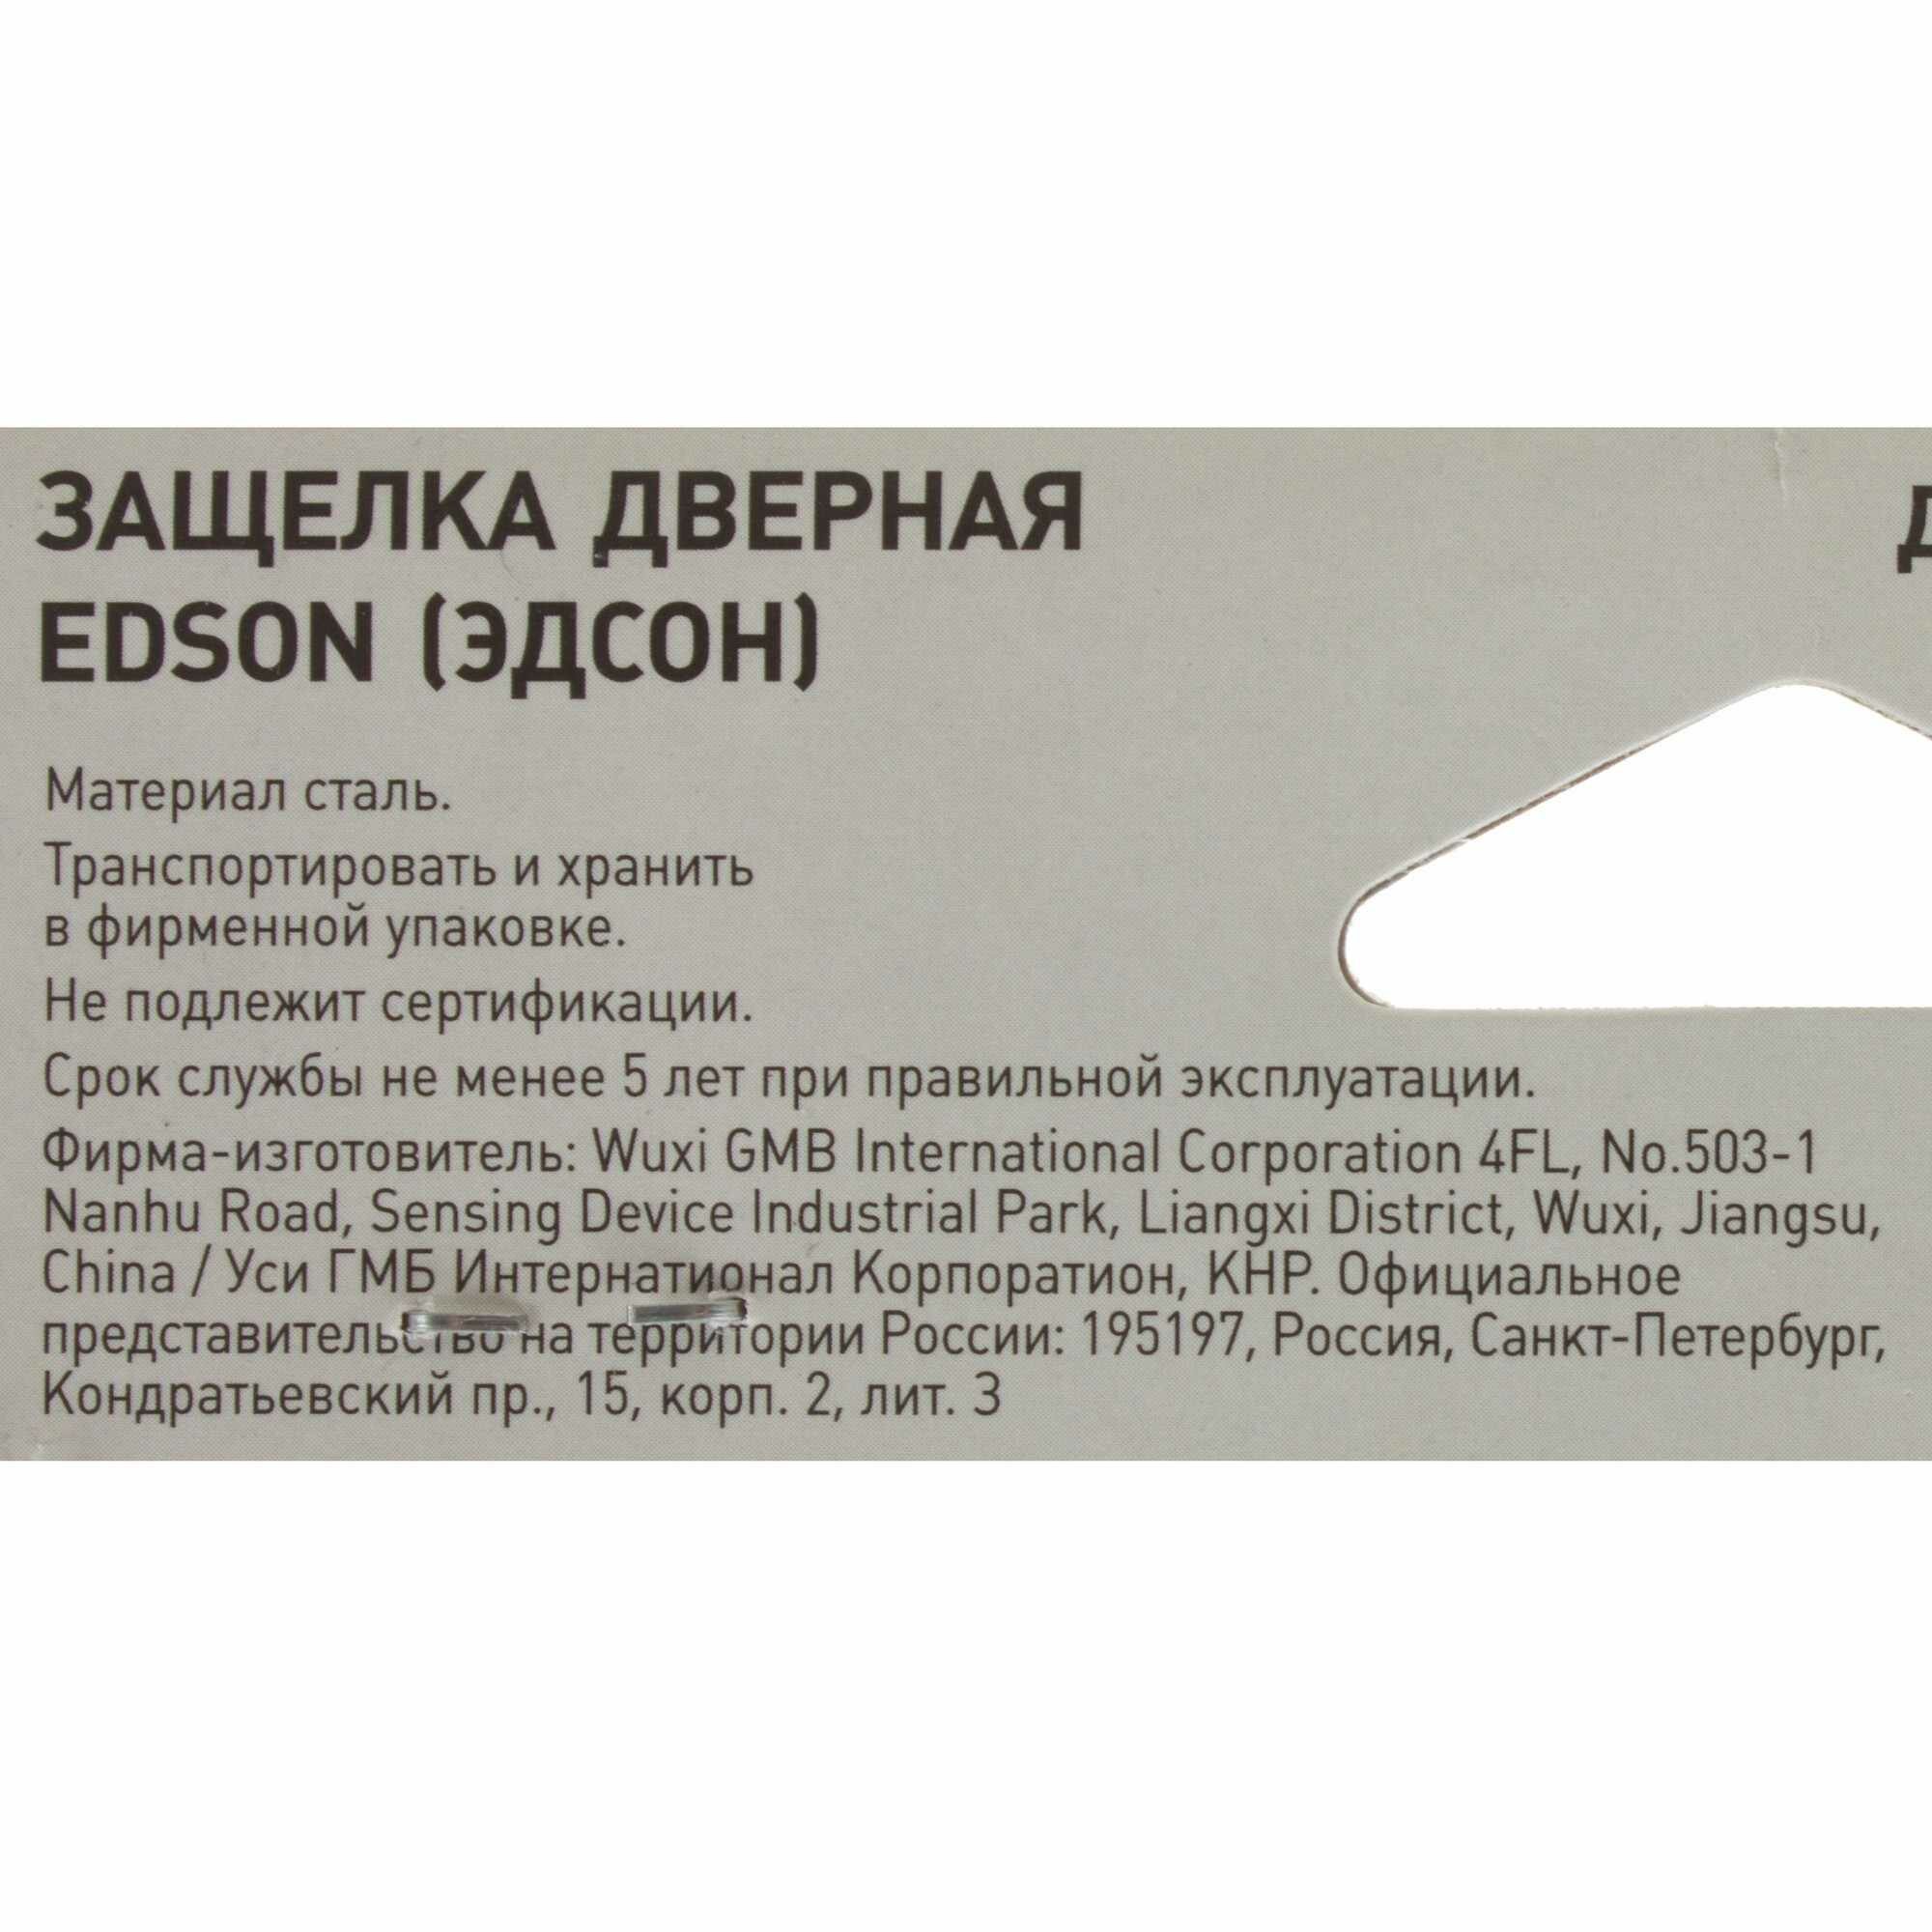 ЗАЩЕЛКА ДВЕРНАЯ
EDSON (ЭДСОН)
Материал сталь.
Транспортировать и хранить
в фирменной упаковке.
Не подлежит сертификации.
Срок службы не менее 5 лет при правильной эксплуатации.
Фирма-изготовитель: Wuxi GMB International Corporation 4FL, No.503-1
Nanhu Road, Sensing Device Industrial Park, Liangxi District, Wuxi, Jiangsu,
China / Уси ГМБ Интернатионал Корпоратион, КНР. Официальное
представительство на территории России: 195197, Россия, Санкт-Петербург,
Кондратьевский пр., 15, корп. 2, лит. З